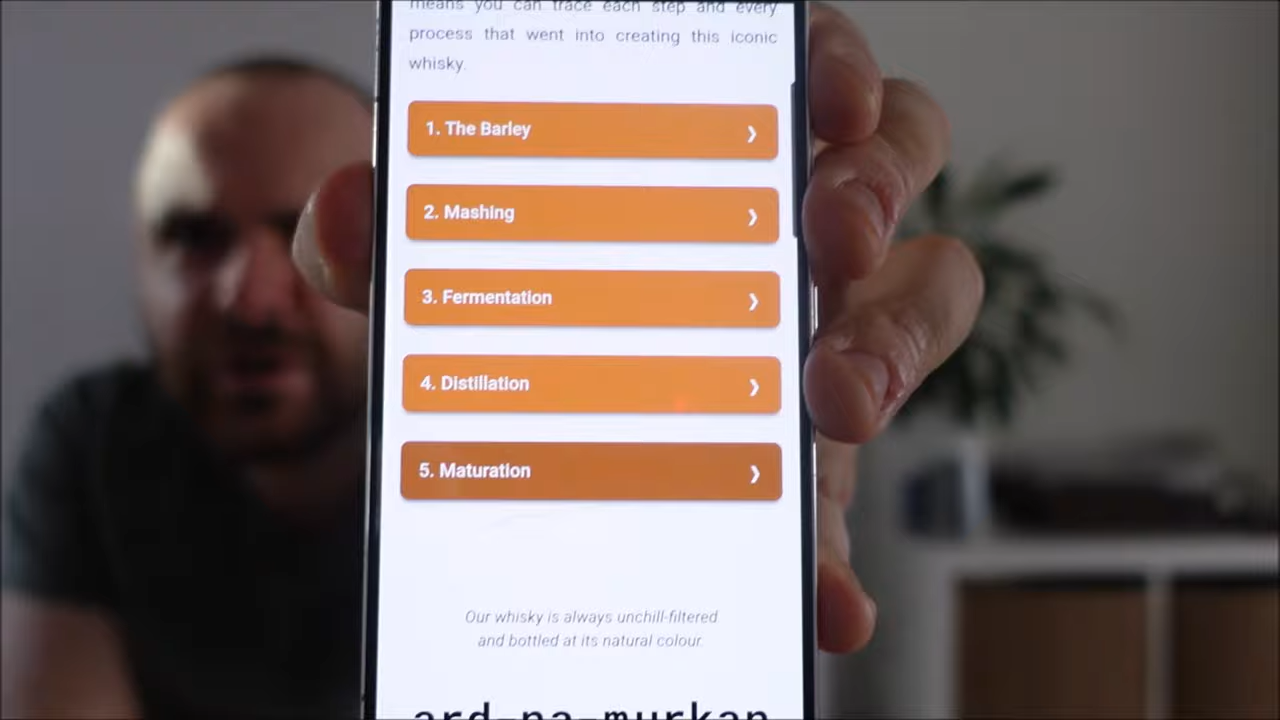 means you can trace each step and every
process that went into creating this iconic
whisky.
1. The Barley
2. Mashing
3. Fermentation
4. Distillation
5. Maturation
Our whisky is always unchill-filtered
and bottled at its natural colour.
ard-na-murkan